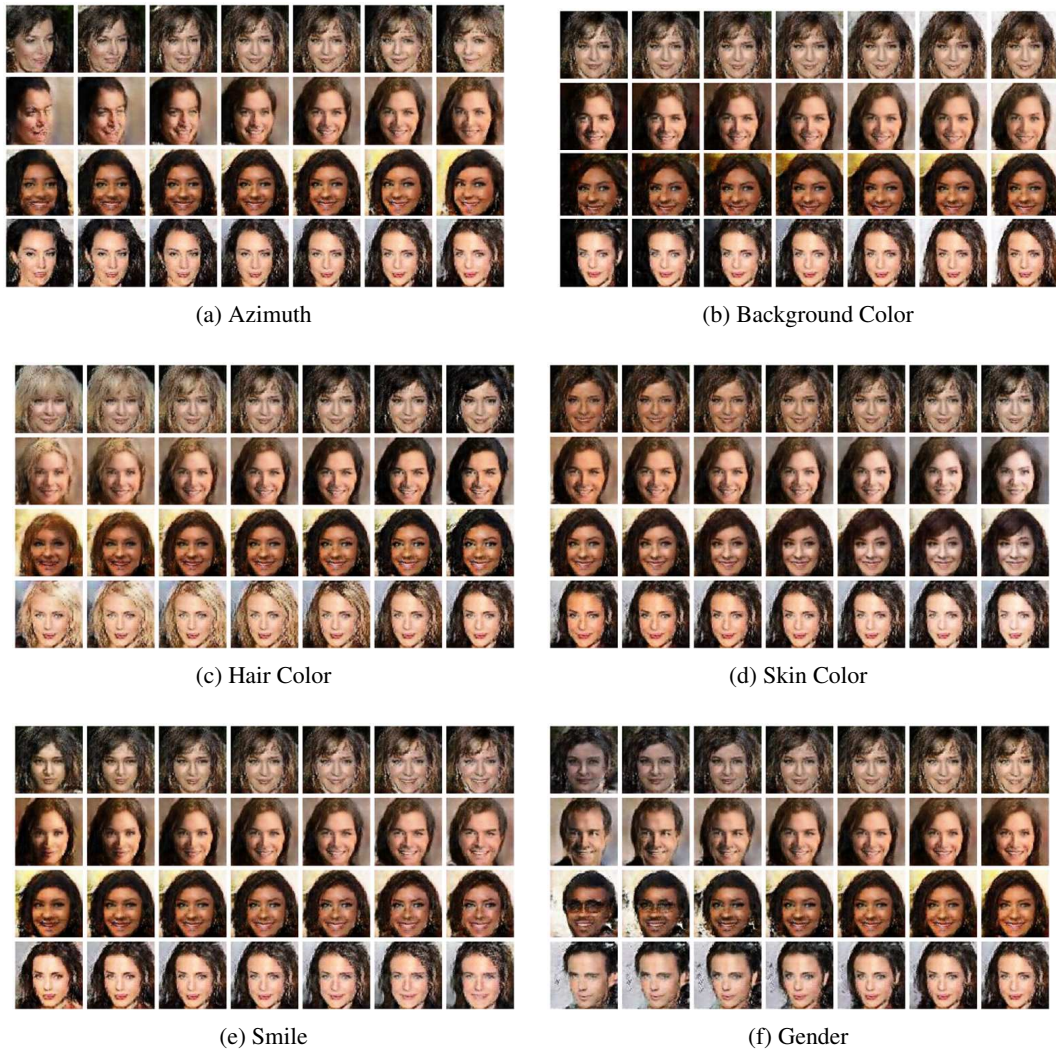 (a) Azimuth
(b) Background Color
(c) Hair Color
(d) Skin Color
(e) Smile
(f) Gender